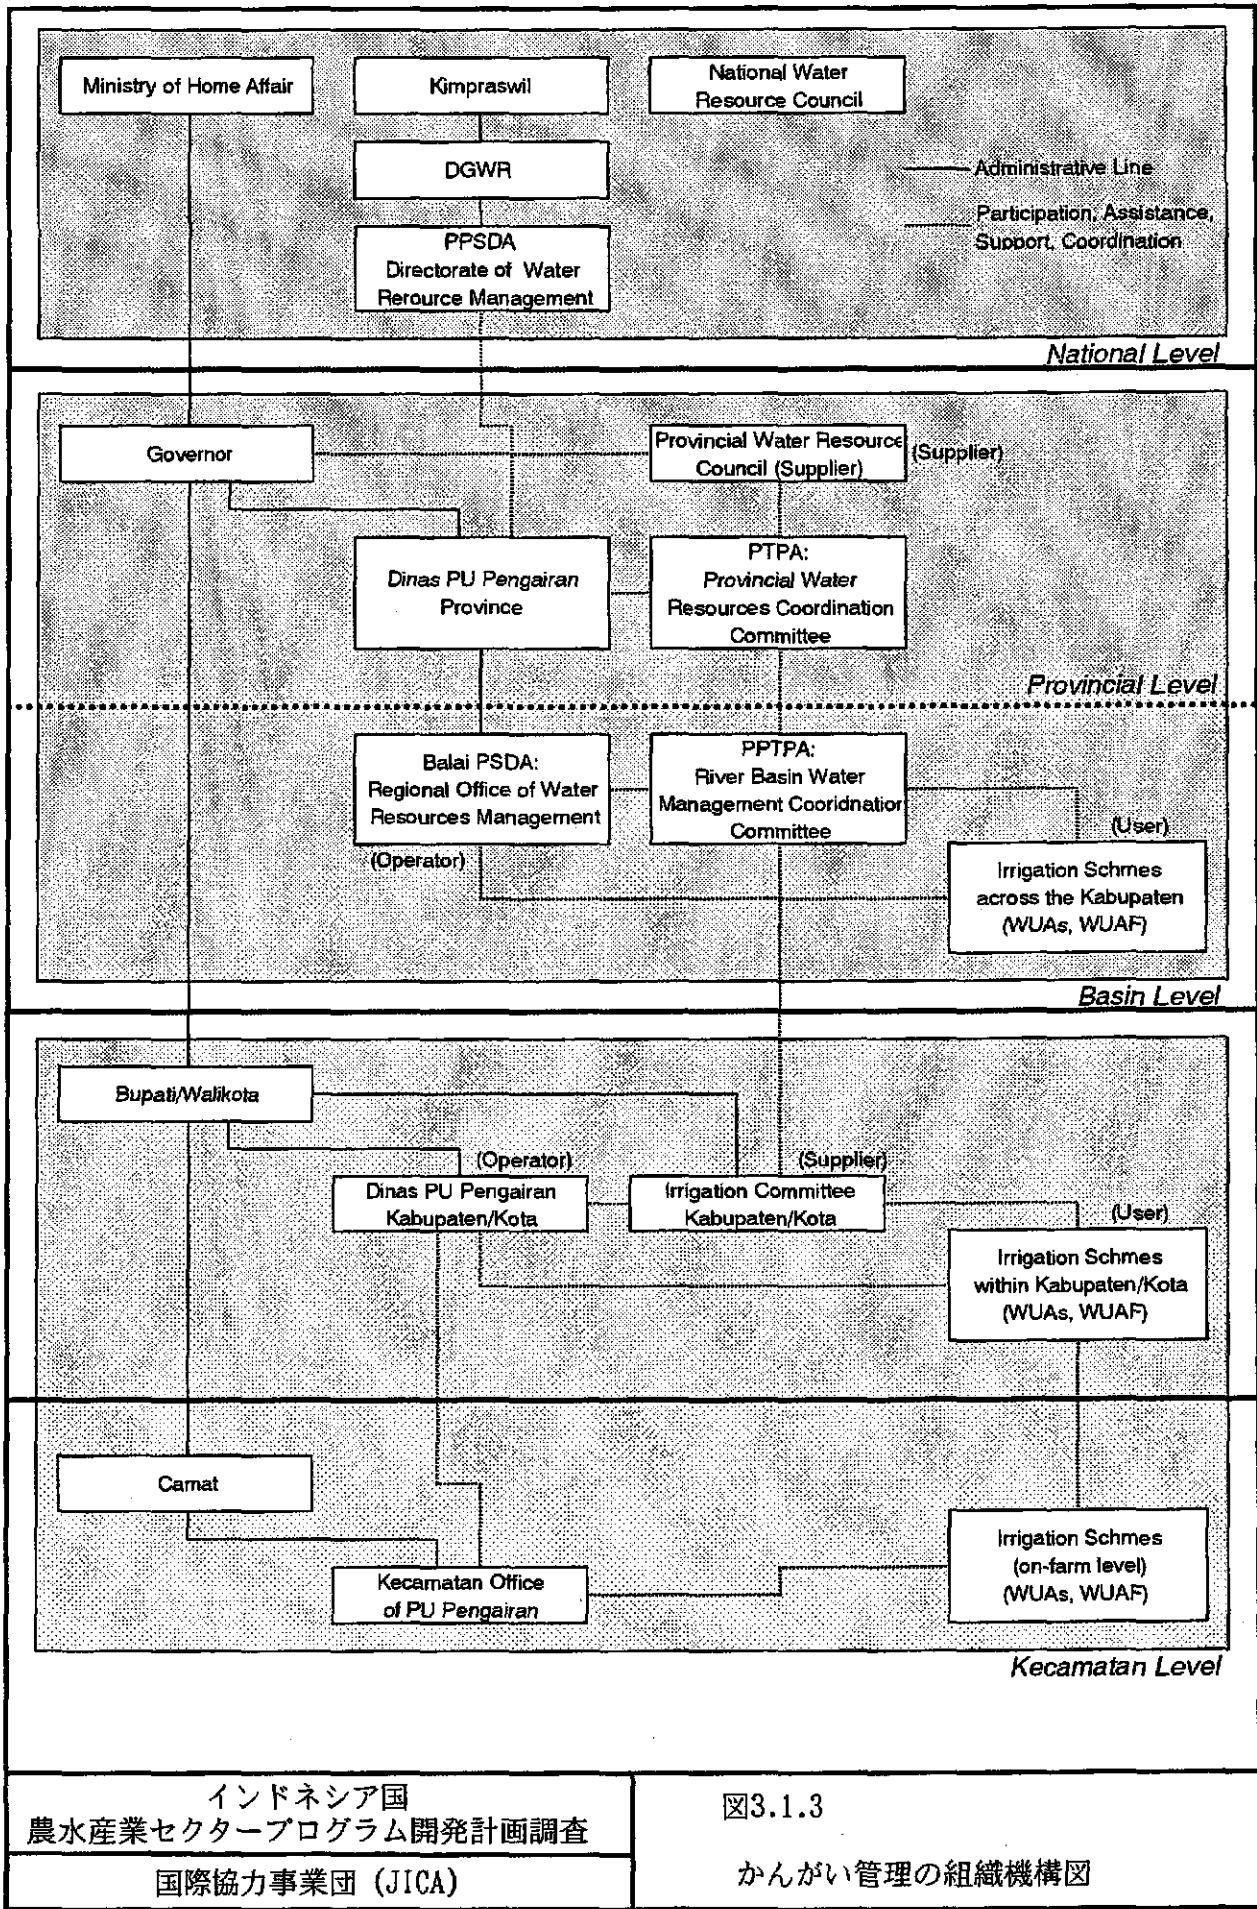 Ministry of Home Affair
Kimpraswil
National Water
Resource Council
DGWR
Administrative Line
PPSDA
Directorate of Water
Rerource Management
Participation, Assistance,
Support, Coordination
National Level
Governor
Provincial Water Resource
Council (Supplier)
(Supplier)
Dinas PU Pengairan
Province
PTPA:
Provincial Water
Resources Coordination
Committee
Provincial Level
Balai PSDA:
Regional Office of Water
Resources Management
(Operator)
PPTPA:
River Basin Water
Management Cooridnation
Committee
(User)
Irrigation Schmes
across the Kabupaten
(WUAs, WUAF)
Basin Level
Bupati/Walikota
(Operator)
Dinas PU Pengairan
Kabupaten/Kota
(Supplier)
Irrigation Committee
Kabupaten/Kota
(User)
Irrigation Schmes
within Kabupaten/Kota
(WUAs, WUAF)
Camat
Kecamatan Office
of PU Pengairan
Irrigation Schmes
(on-farm level)
(WUAs, WUAF)
Kecamatan Level
インドネシア国
農水産業セクタープログラム開発計画調査
国際協力事業団 (JICA)
図3.1.3
かんがい管理の組織機構図